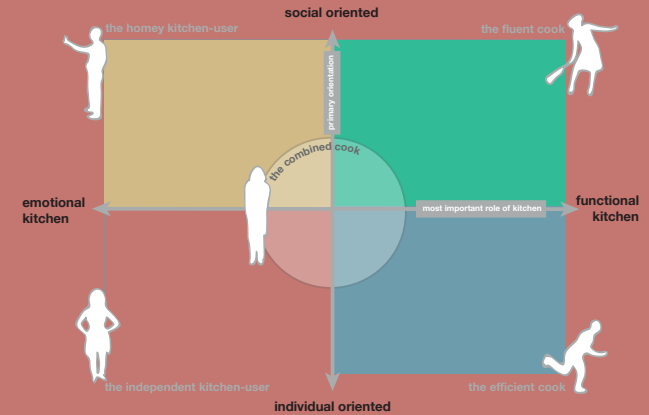 social oriented
the homey kitchen-user
the fluent cook
primary orientation
the combined cook
emotional
kitchen
most important role of kitchen
functional
kitchen
the independent kitchen-user
the efficient cook
individual oriented